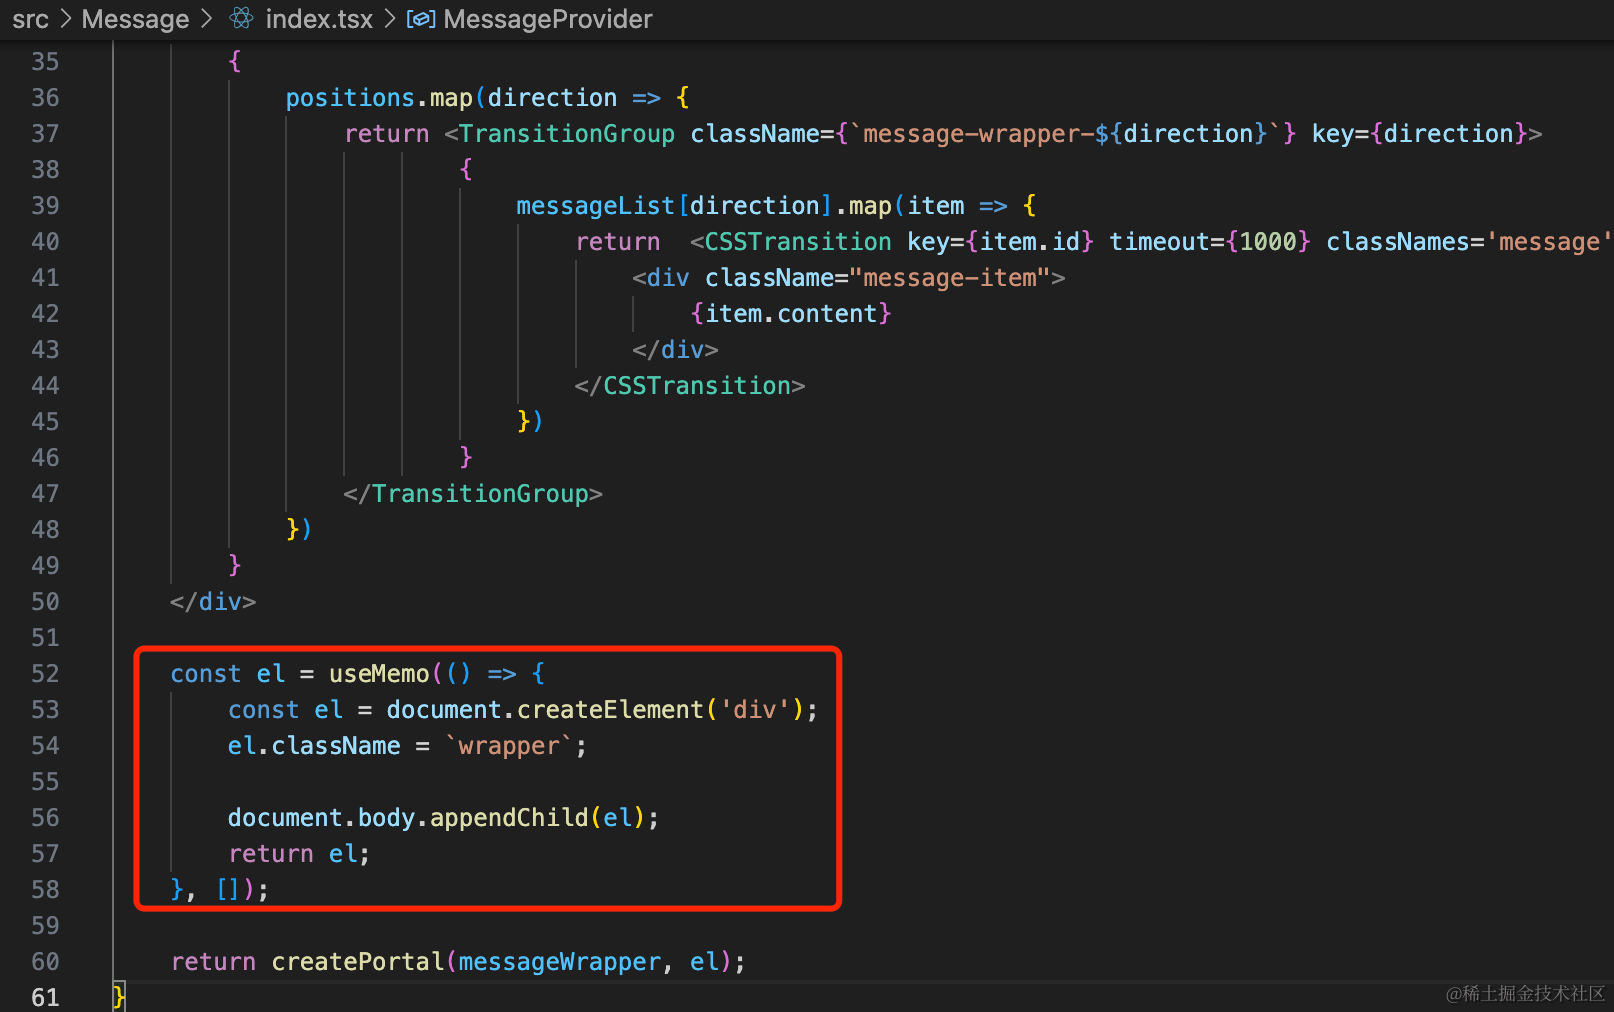 src > Message > index.tsx > MessageProvider
35 {
36 positions.map(direction => {
37 return <TransitionGroup className={`message-wrapper-${direction}`} key={direction}>
38 {
39 messageList[direction].map(item => {
40 return  <CSSTransition key={item.id} timeout={1000} classNames='message'
41 <div className="message-item">
42 {item.content}
43 </div>
44 </CSSTransition>
45 })
46 }
47 </TransitionGroup>
48 })
49 }
50 </div>
51
52 const el = useMemo(() => {
53 const el = document.createElement('div');
54 el.className = `wrapper`;
55
56 document.body.appendChild(el);
57 return el;
58 }, []);
59
60 return createPortal(messageWrapper, el);
61 }
@稀土掘金技术社区